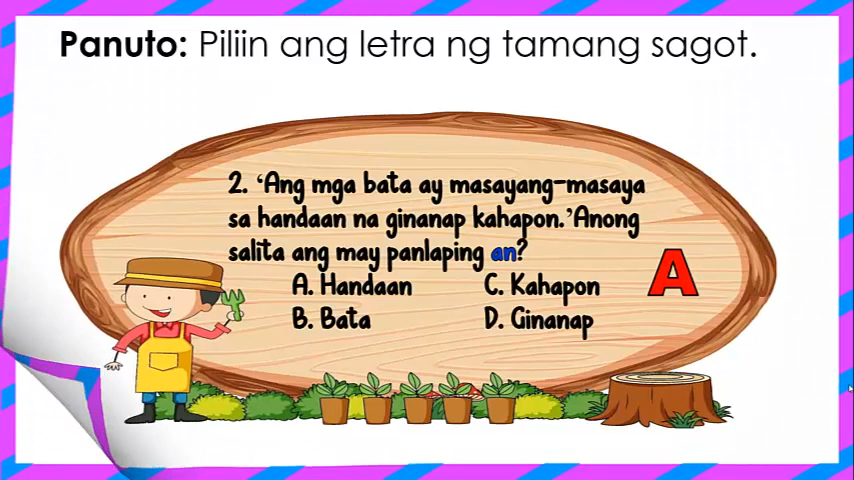 Panuto: Piliin ang letra ng tamang sagot.
2. ‘Ang mga bata ay masayang-masaya
sa handaan na ginanap kahapon.’Anong
salita ang may panlaping an?
A. Handaan C. Kahapon
B. Bata D. Ginanap
A